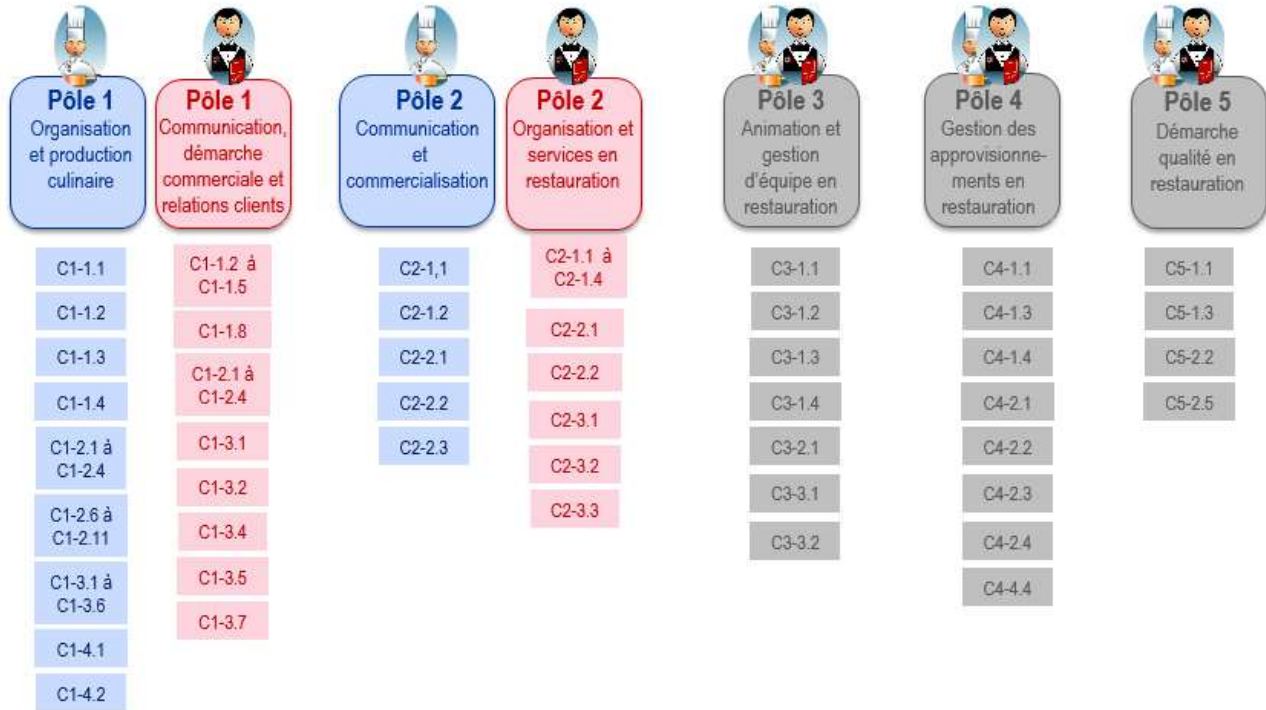 Pôle 1
Organisation
et production
culinaire
C1-1.1
C1-1.2
C1-1.3
C1-1.4
C1-2.1 à
C1-2.4
C1-2.6 à
C1-2.11
C1-3.1 à
C1-3.6
C1-4.1
C1-4.2
Pôle 1
Communication,
démarche
commerciale et
relations clients
C1-1.2 à
C1-1.5
C1-1.8
C1-2.1 à
C1-2.4
C1-3.1
C1-3.2
C1-3.4
C1-3.5
C1-3.7
Pôle 2
Communication
et
commercialisation
C2-1,1
C2-1.2
C2-2.1
C2-2.2
C2-2.3
Pôle 2
Organisation et
services en
restauration
C2-1.1 à
C2-1.4
C2-2.1
C2-2.2
C2-3.1
C2-3.2
C2-3.3
Pôle 3
Animation et
gestion
d'équipe en
restauration
C3-1.1
C3-1.2
C3-1.3
C3-1.4
C3-2.1
C3-3.1
C3-3.2
Pôle 4
Gestion des
approvisionne-
ments en
restauration
C4-1.1
C4-1.3
C4-1.4
C4-2.1
C4-2.2
C4-2.3
C4-2.4
C4-4.4
Pôle 5
Démarche
qualité en
restauration
C5-1.1
C5-1.3
C5-2.2
C5-2.5